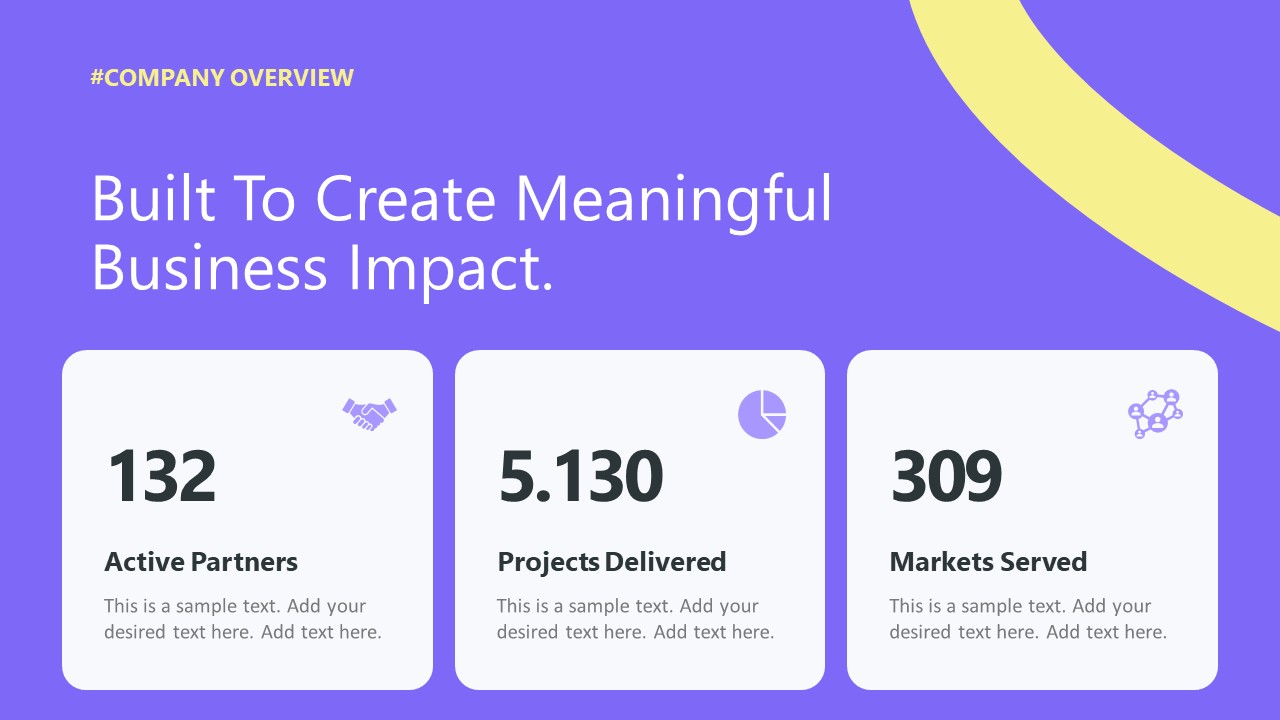 #COMPANY OVERVIEW
Built To Create Meaningful
Business Impact.
132
Active Partners
This is a sample text. Add your
desired text here. Add text here.
5.130
Projects Delivered
This is a sample text. Add your
desired text here. Add text here.
309
Markets Served
This is a sample text. Add your
desired text here. Add text here.